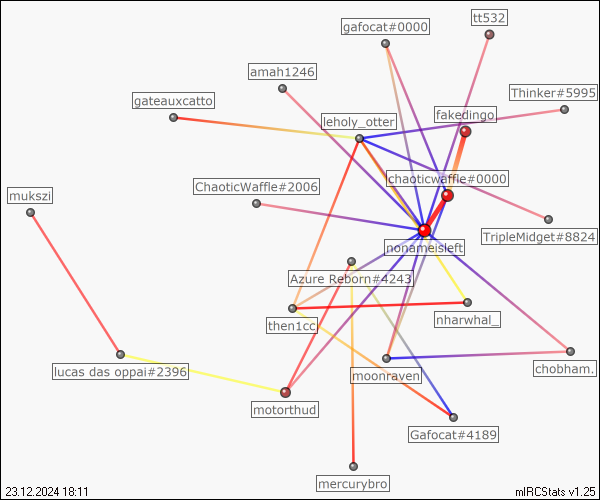 tt532
gafocat#0000
amah1246
Thinker#5995
gateauxcatto
fakedingo
leholy_otter
chaoticwaffle#0000
ChaoticWaffle#2006
mukszi
TripleMidget#8824
nonameisleft
Azure Reborn#4243
nharwhal_
then1cc
chobham.
lucas das oppai#2396
moonraven
motorthud
Gafocat#4189
mercurybro
23.12.2024 18:11
mIRCStats v1.25